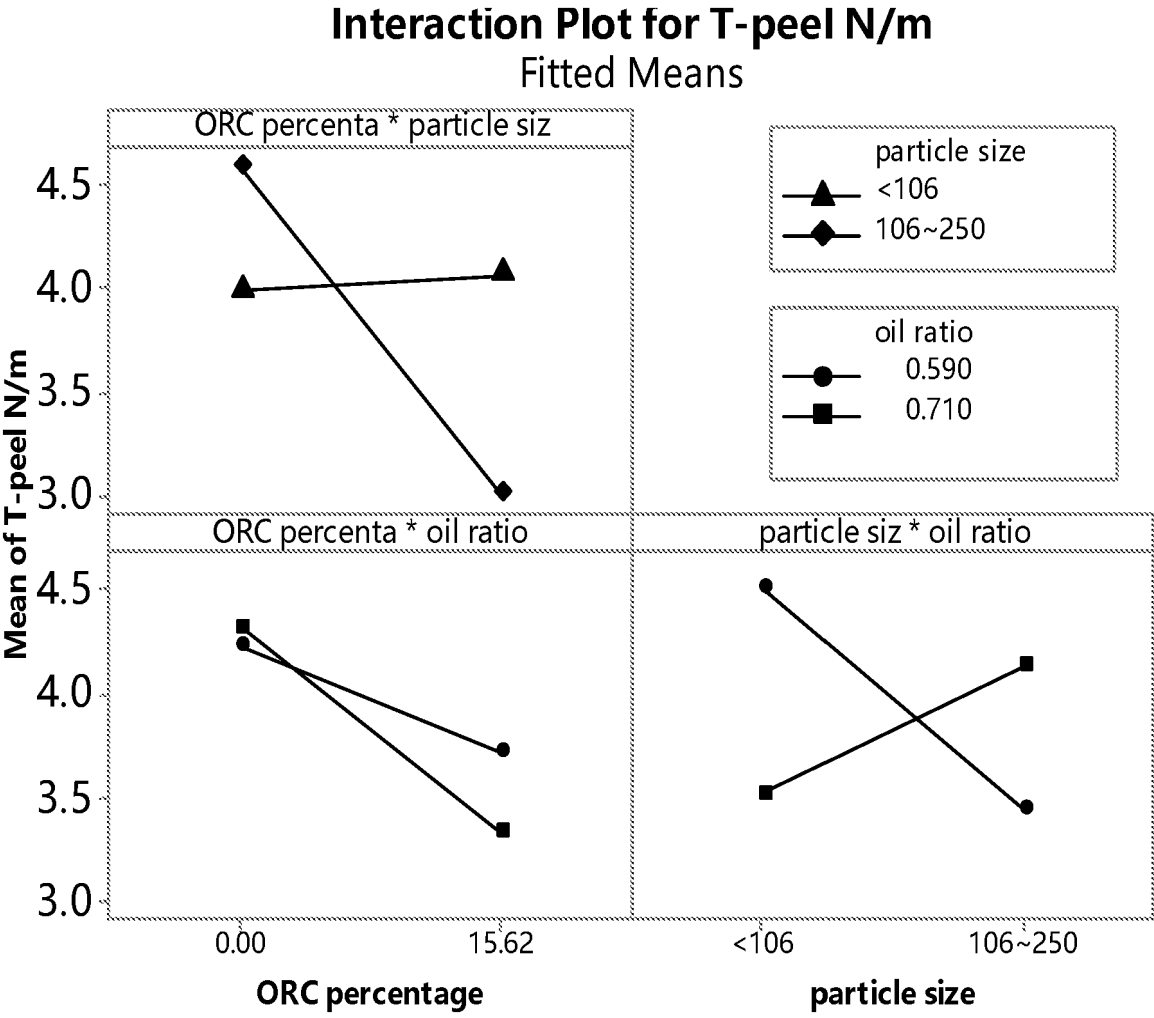 Interaction Plot for T-peel N/m
Fitted Means
ORC percenta * particle siz
particle size
<106
106~250
oil ratio
0.590
0.710
4.5
4.0
3.5
3.0
Mean of T-peel N/m
ORC percenta * oil ratio
particle siz * oil ratio
4.5
4.0
3.5
3.0
0.00
15.62
<106
106~250
ORC percentage
particle size